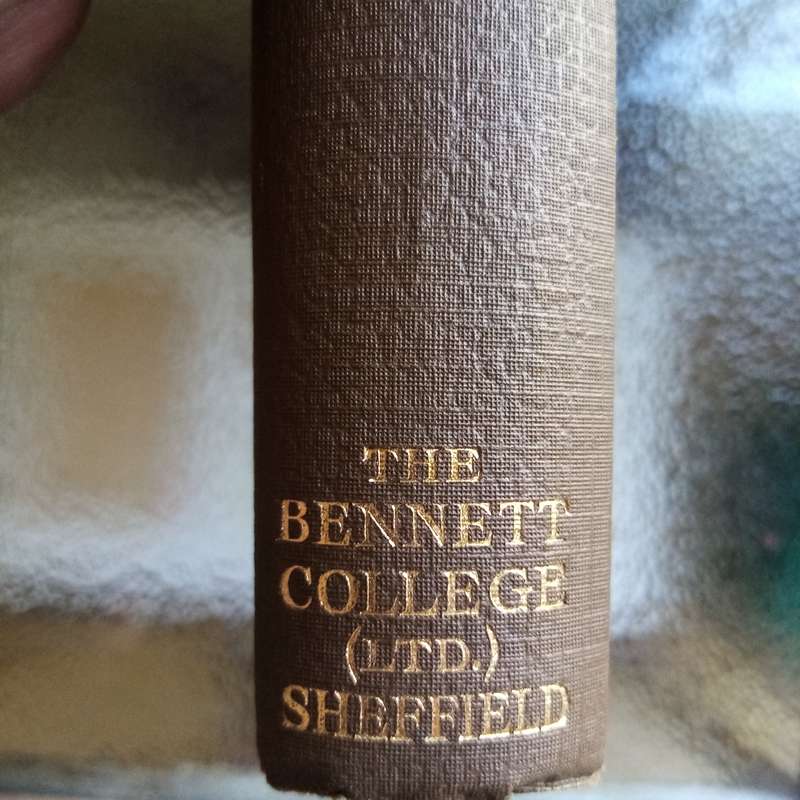 THE
BENNETT
COLLEGE
(LTD.)
SHEFFIELD